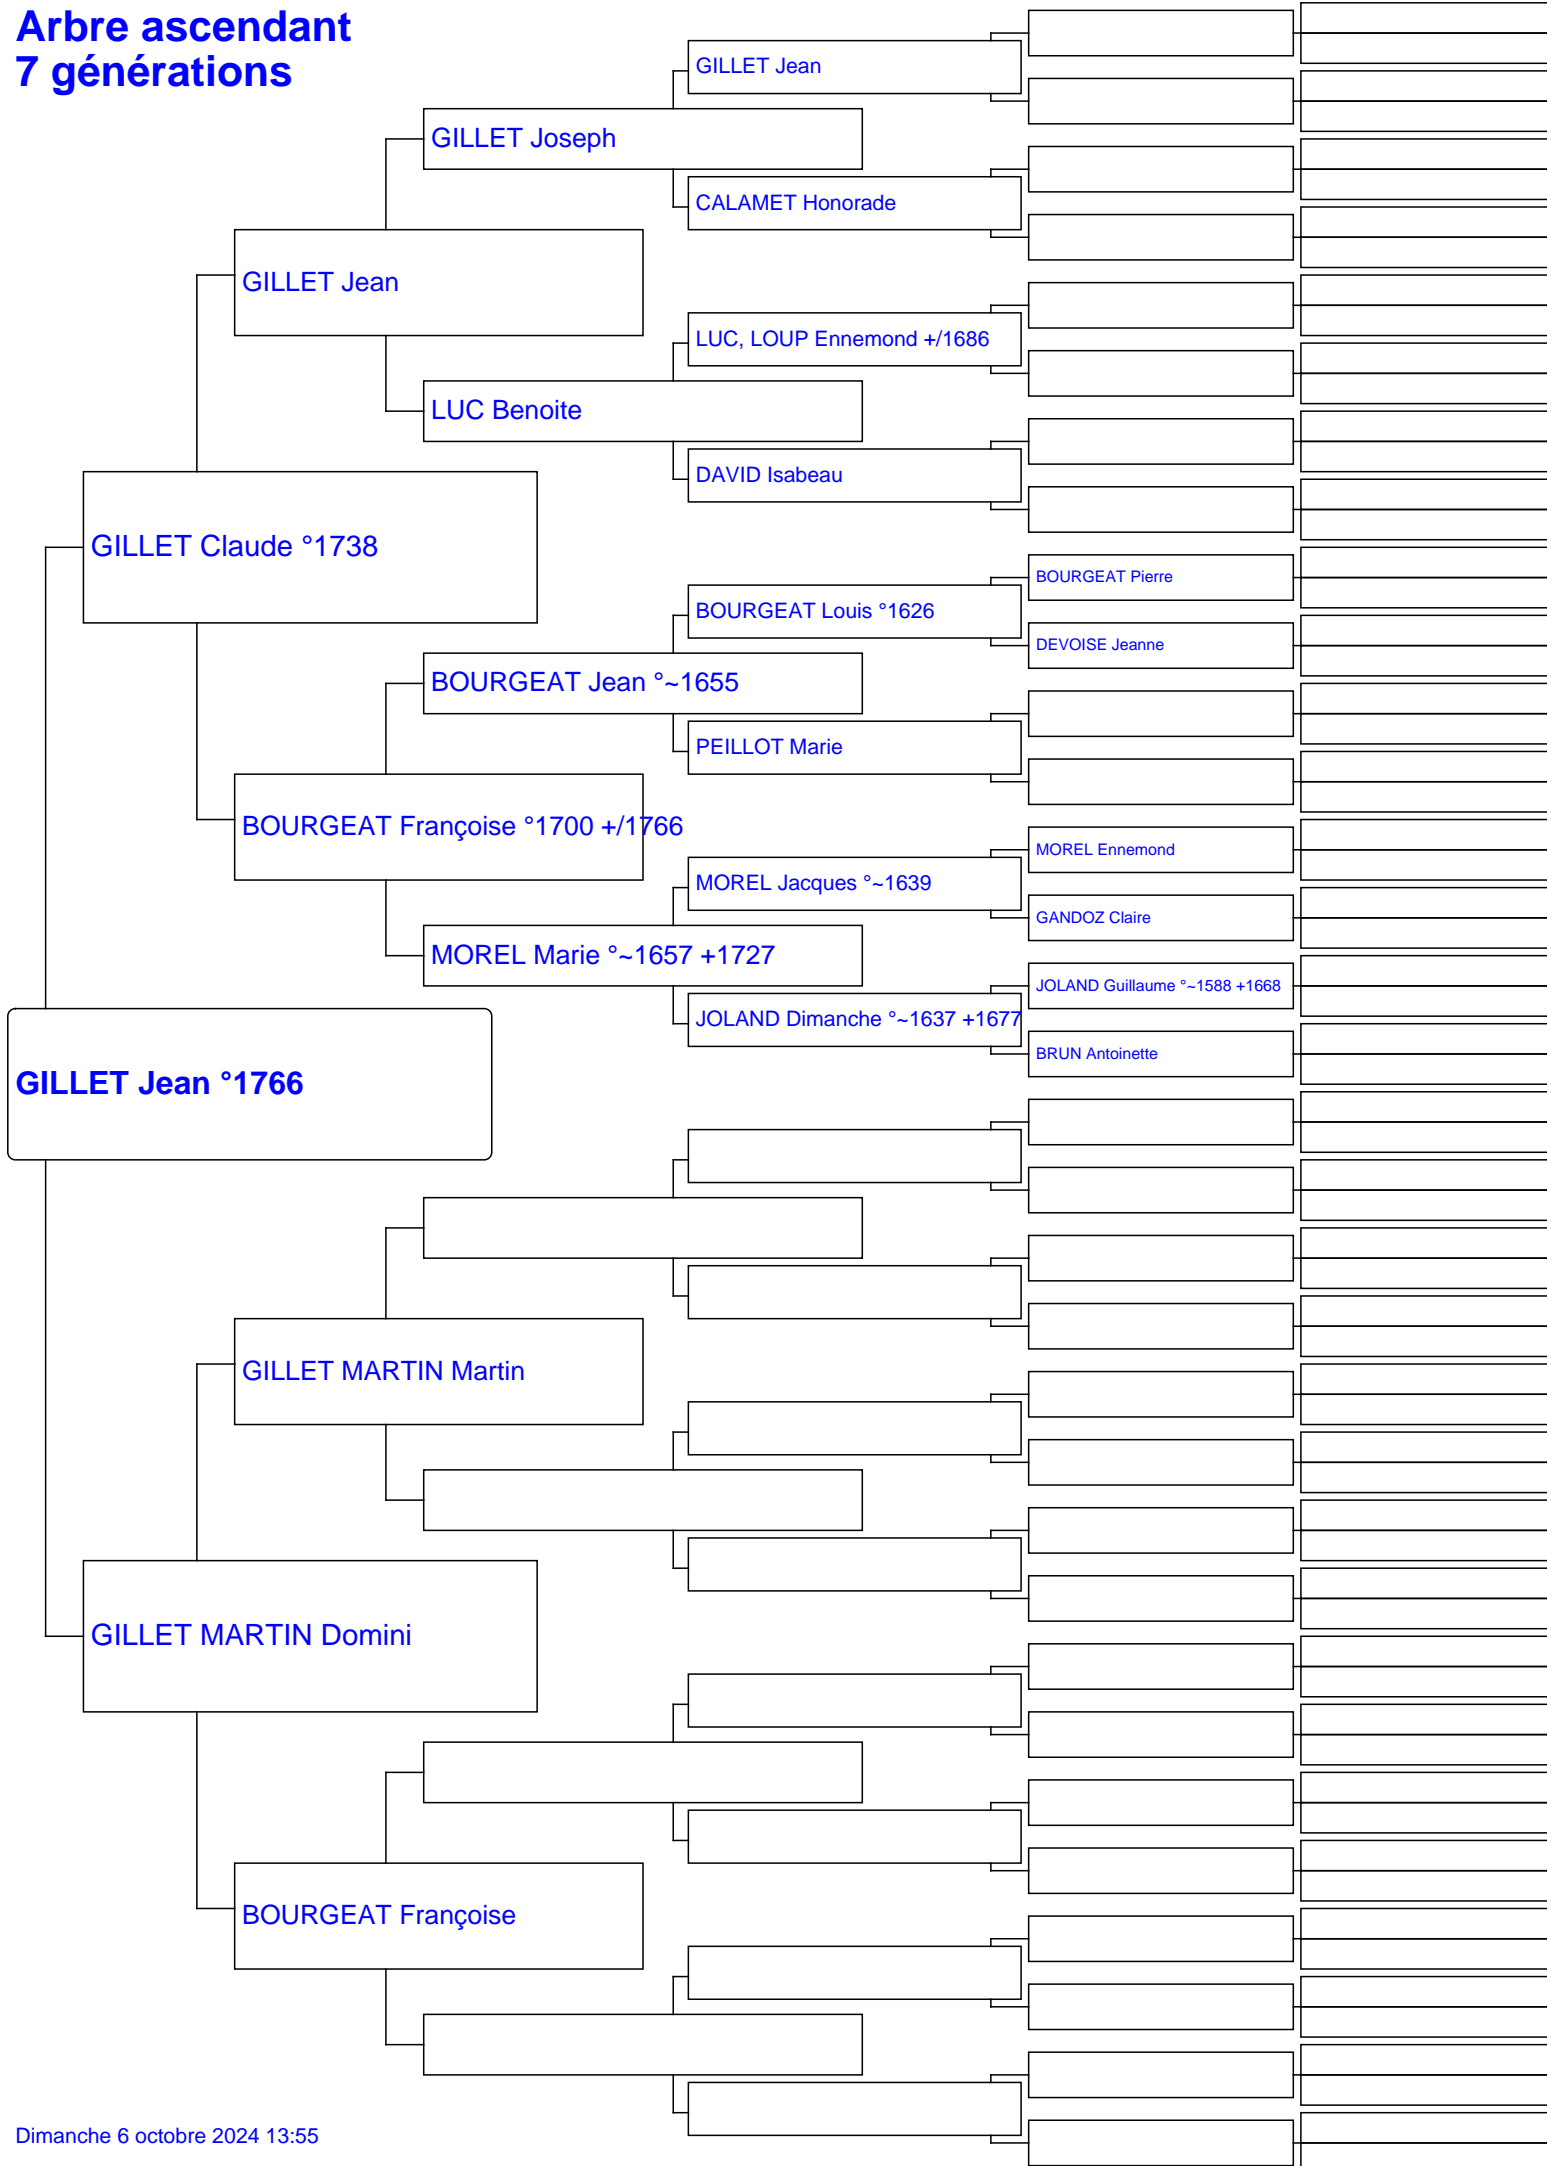 Arbre ascendant
7 générations
GILLET Jean
GILLET Joseph
CALAMET Honorade
GILLET Jean
LUC, LOUP Ennemond +/1686
LUC Benoite
DAVID Isabeau
GILLET Claude °1738
BOURGEAT Pierre
BOURGEAT Louis °1626
DEVOISE Jeanne
BOURGEAT Jean °~1655
PEILLOT Marie
BOURGEAT Françoise °1700 +/1766
MOREL Ennemond
MOREL Jacques °~1639
GANDOZ Claire
MOREL Marie °~1657 +1727
JOLAND Guillaume °~1588 +1668
JOLAND Dimanche °~1637 +1677
BRUN Antoinette
GILLET Jean °1766
GILLET MARTIN Martin
GILLET MARTIN Domini
BOURGEAT Françoise
Dimanche 6 octobre 2024 13:55